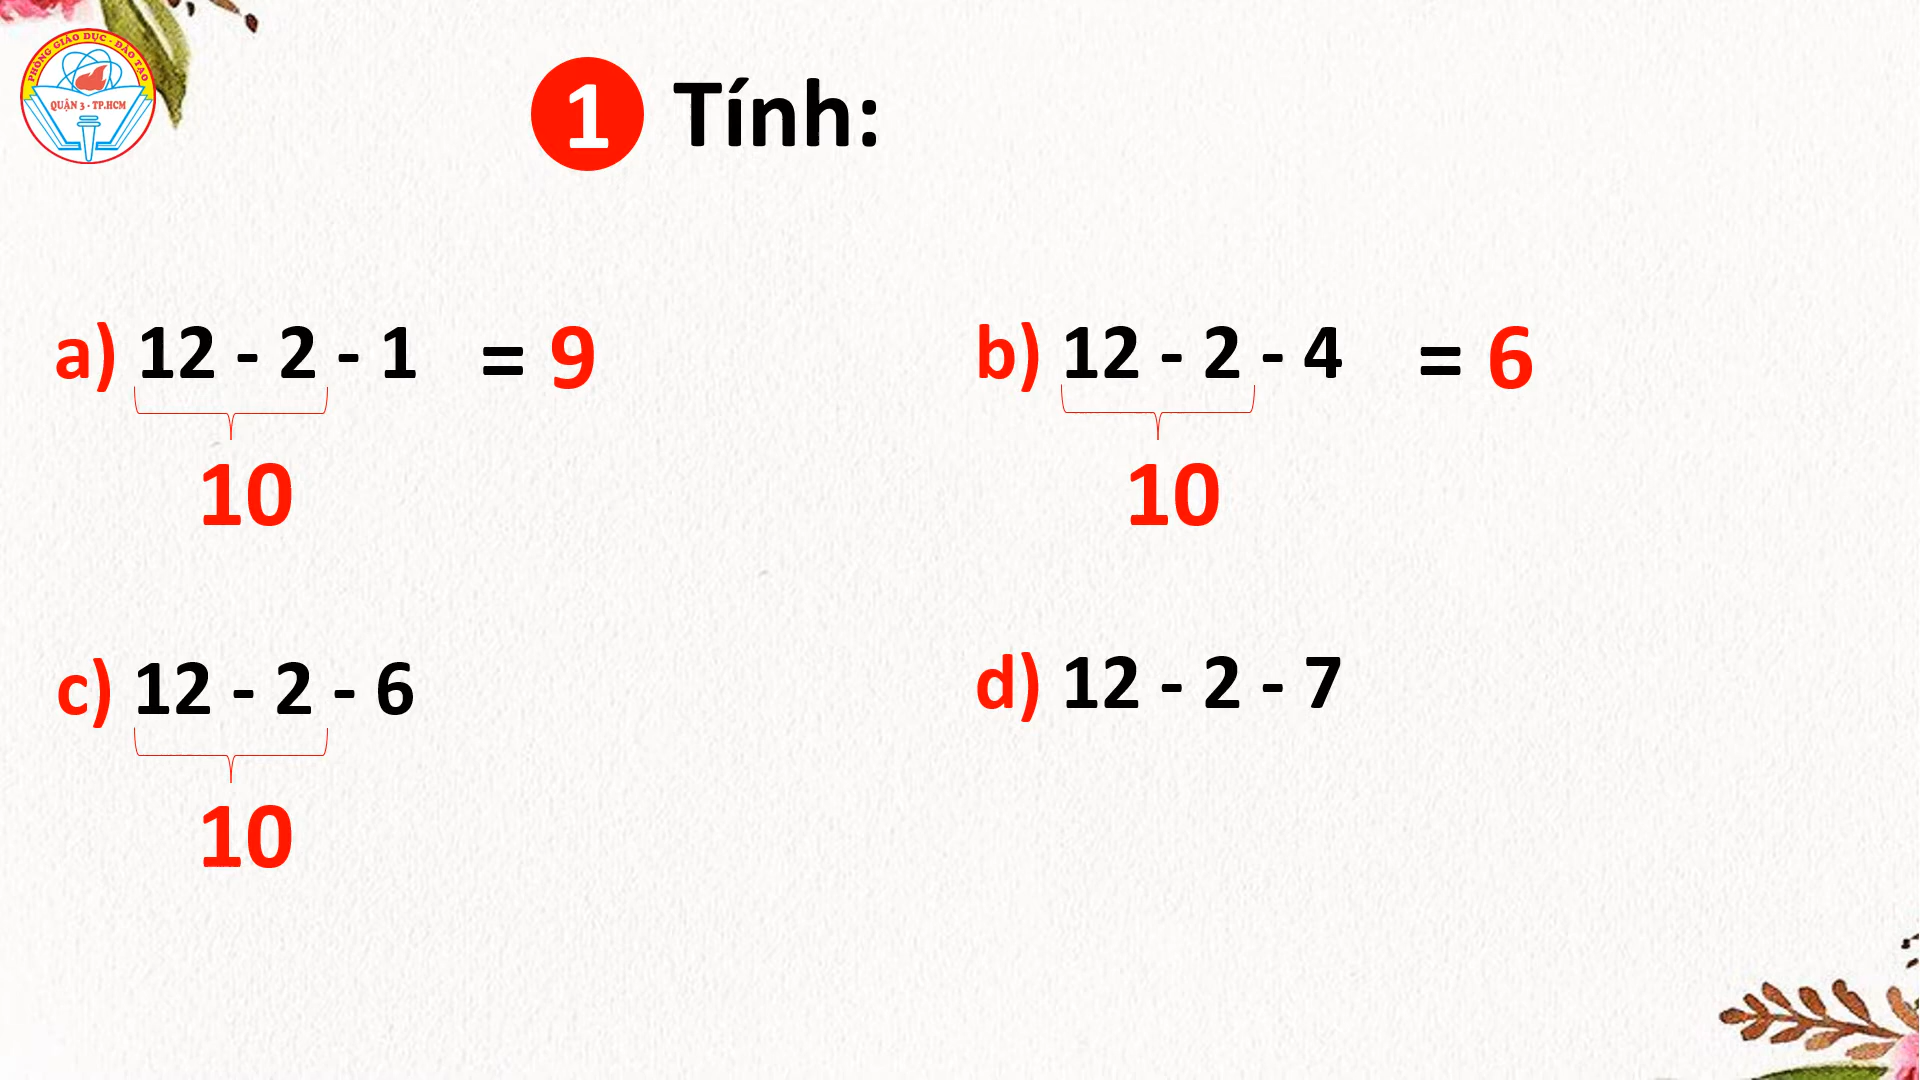 PHÒNG GIÁO DỤC - ĐÀO TẠO
QUẬN 3 - TP.HCM
1 Tính:
a) 12 - 2 - 1 = 9
10
b) 12 - 2 - 4 = 6
10
c) 12 - 2 - 6
10
d) 12 - 2 - 7